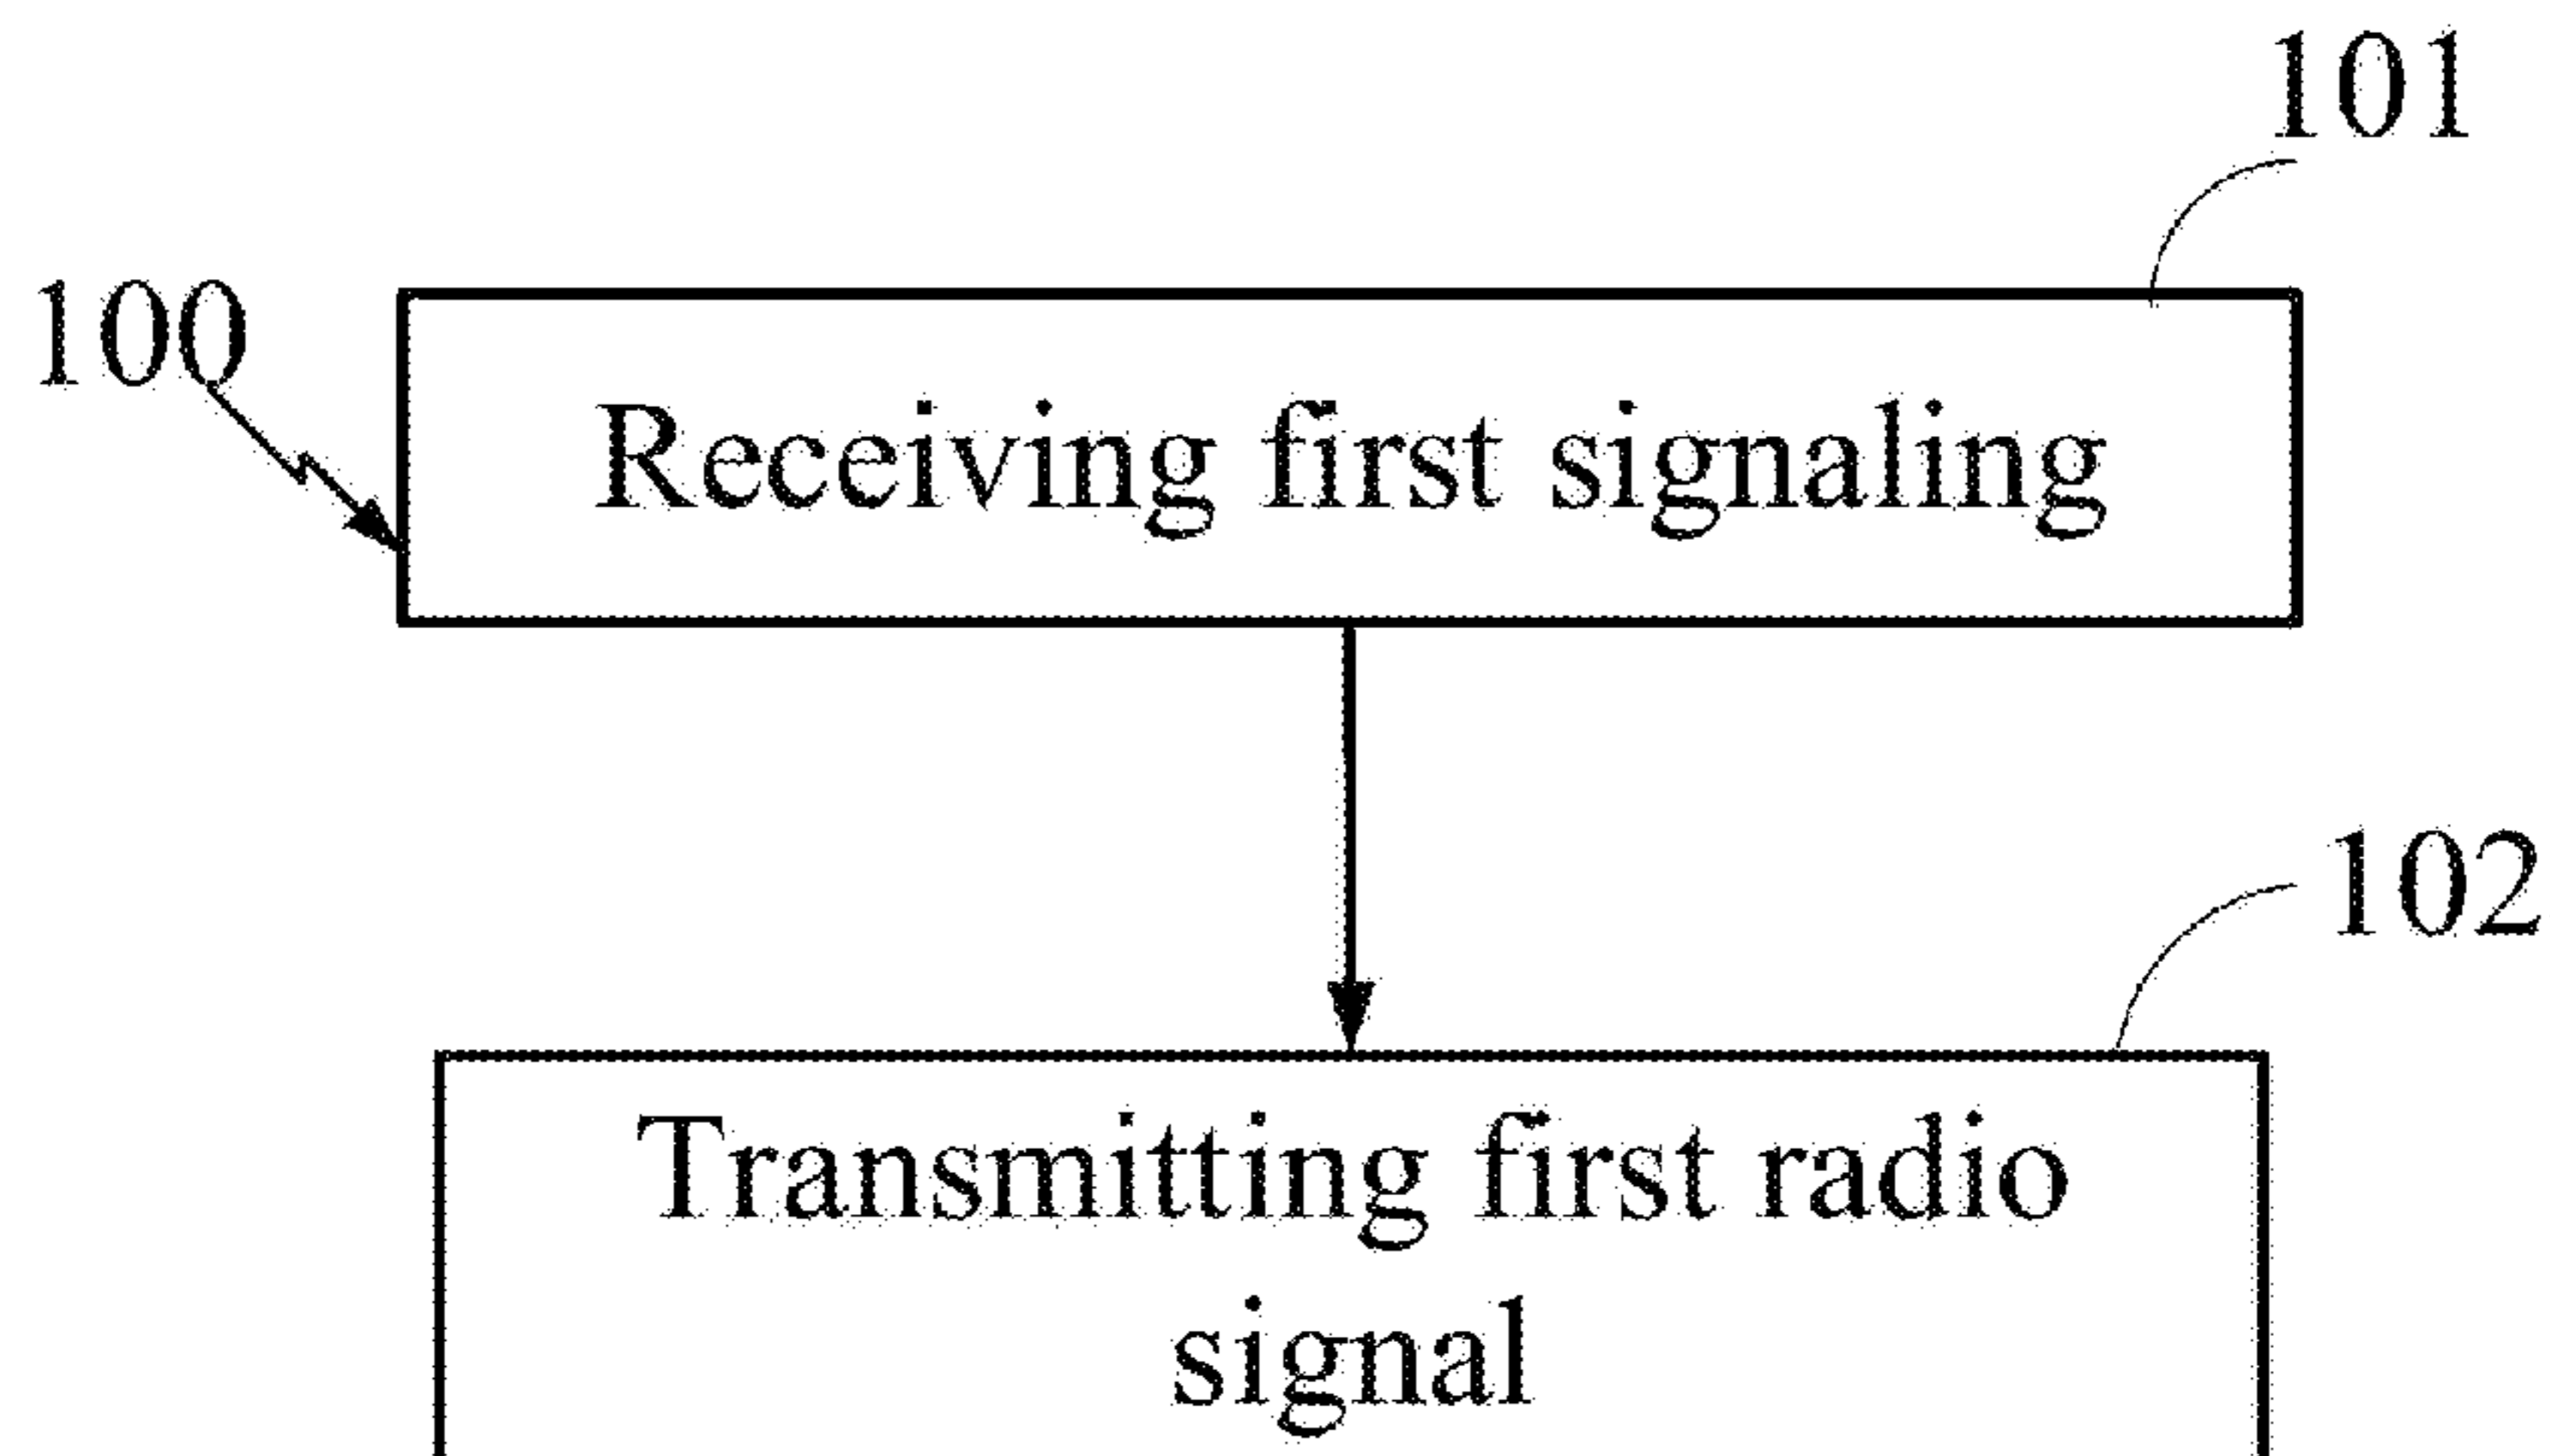 101
100
Receiving first signaling
102
Transmitting first radio
signal